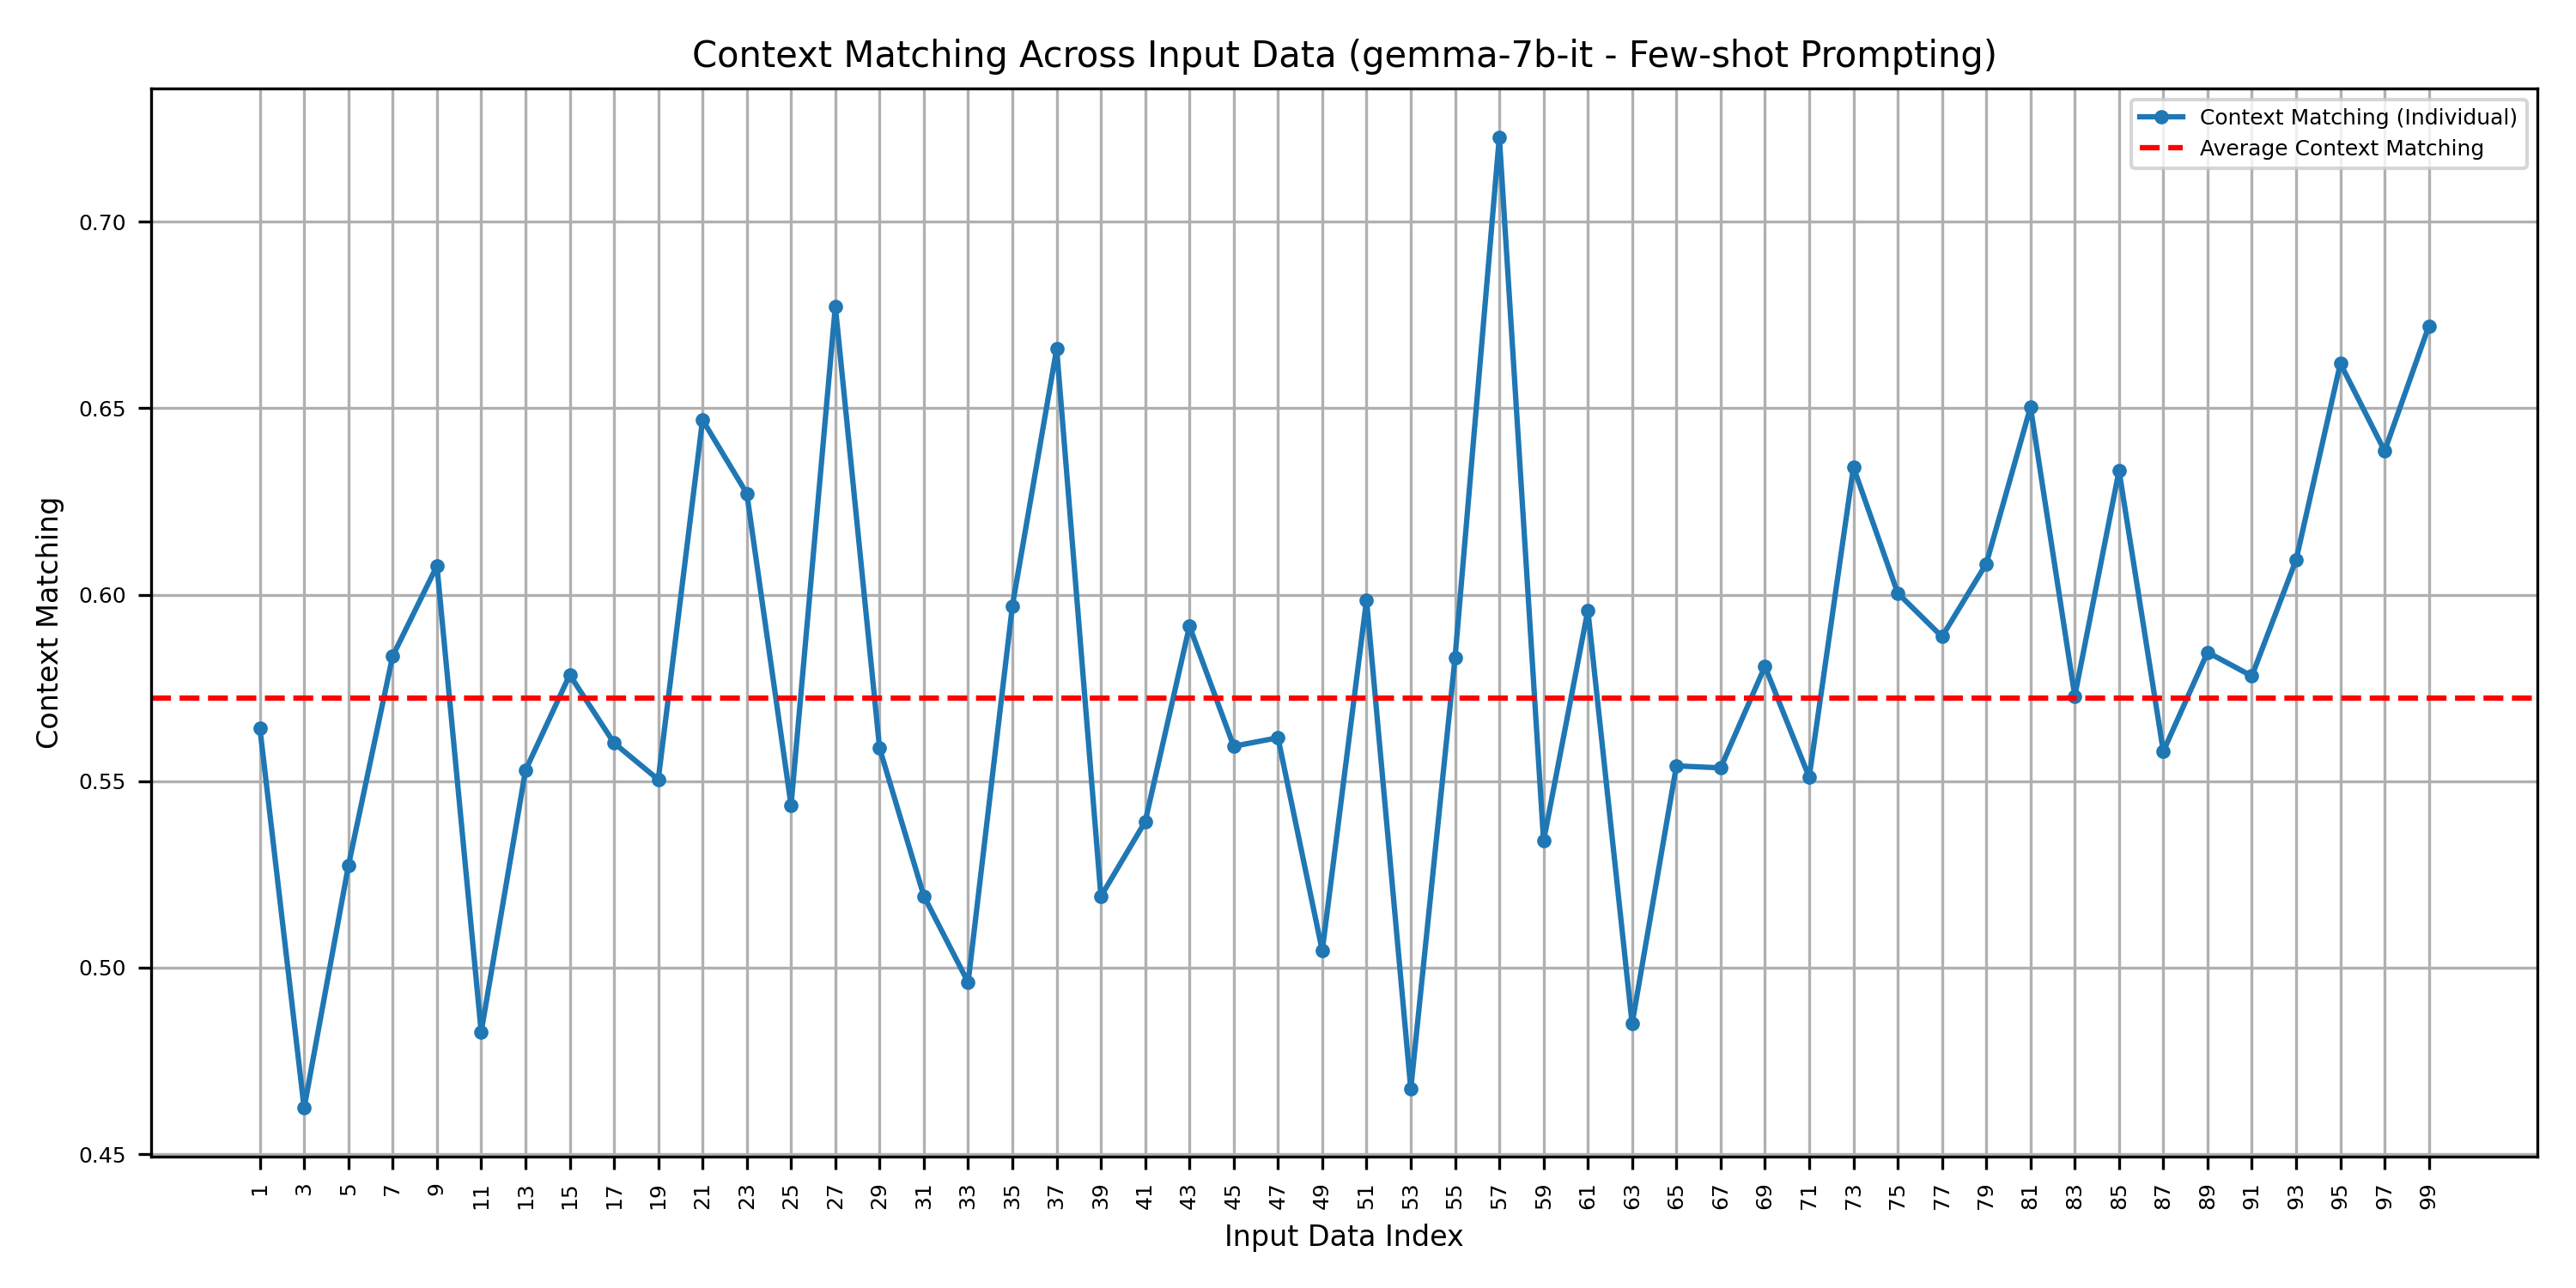 Context Matching Across Input Data (gemma-7b-it - Few-shot Prompting)
Context Matching (Individual)
Average Context Matching
Context Matching
0.70
0.65
0.60
0.55
0.50
0.45
1 3 5 7 9 11 13 15 17 19 21 23 25 27 29 31 33 35 37 39 41 43 45 47 49 51 53 55 57 59 61 63 65 67 69 71 73 75 77 79 81 83 85 87 89 91 93 95 97 99
Input Data Index